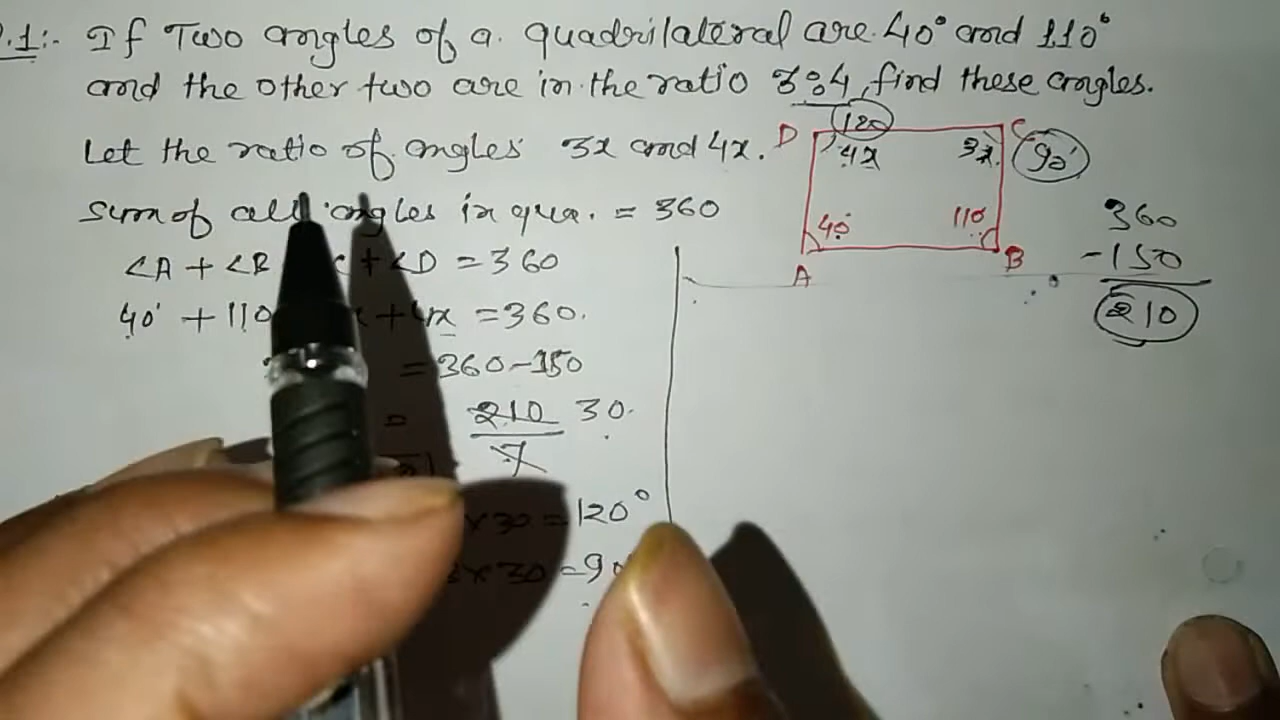 .1:- If Two angles of a. quadrilateral are 40° and 110°
and the other two are in the ratio 3:4, find these angles.
Let the ratio of angles 3x and 4x.
Sum of all angles in qua. = 360
∠A + ∠B + ∠D = 360
40° + 110 + 4x = 360.
= 360-150
= 210 30.
7
×30 = 120°
3×30 = 90
D 120 C
4x 3x 90°
40° 110
A B
360
-150
210